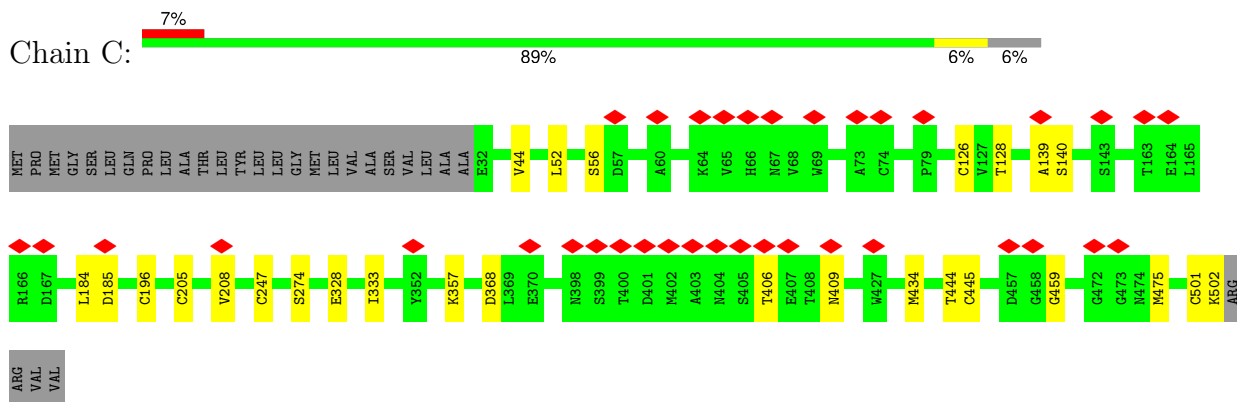 7%
Chain C:
89% 6% 6%
MET PRO MET GLY SER LEU GLN PRO LEU ALA THR LEU TYR LEU LEU GLY MET LEU VAL ALA SER VAL LEU ALA ALA E32 V44 L52 S56 D57 A60 K64 V65 H66 N67 V68 W69 A73 C74 P79 C126 V127 T128 A139 S140 S143 T163 E164 L165
R166 D167 L184 D185 C196 C205 V208 C247 S274 E328 I333 Y352 K357 D368 L369 E370 N398 S399 T400 D401 M402 A403 N404 S405 T406 E407 T408 N409 W427 M434 T444 C445 D457 G458 G459 G472 G473 N474 M475 C501 K502 ARG
ARG VAL VAL